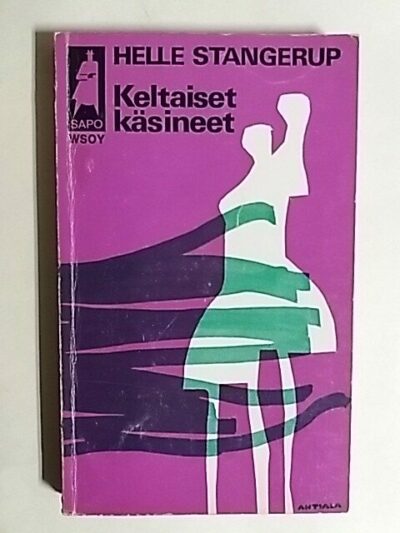 HELLE STANGERUP
Keltaiset
käsineet
SAPO
WSOY
AHTIALA